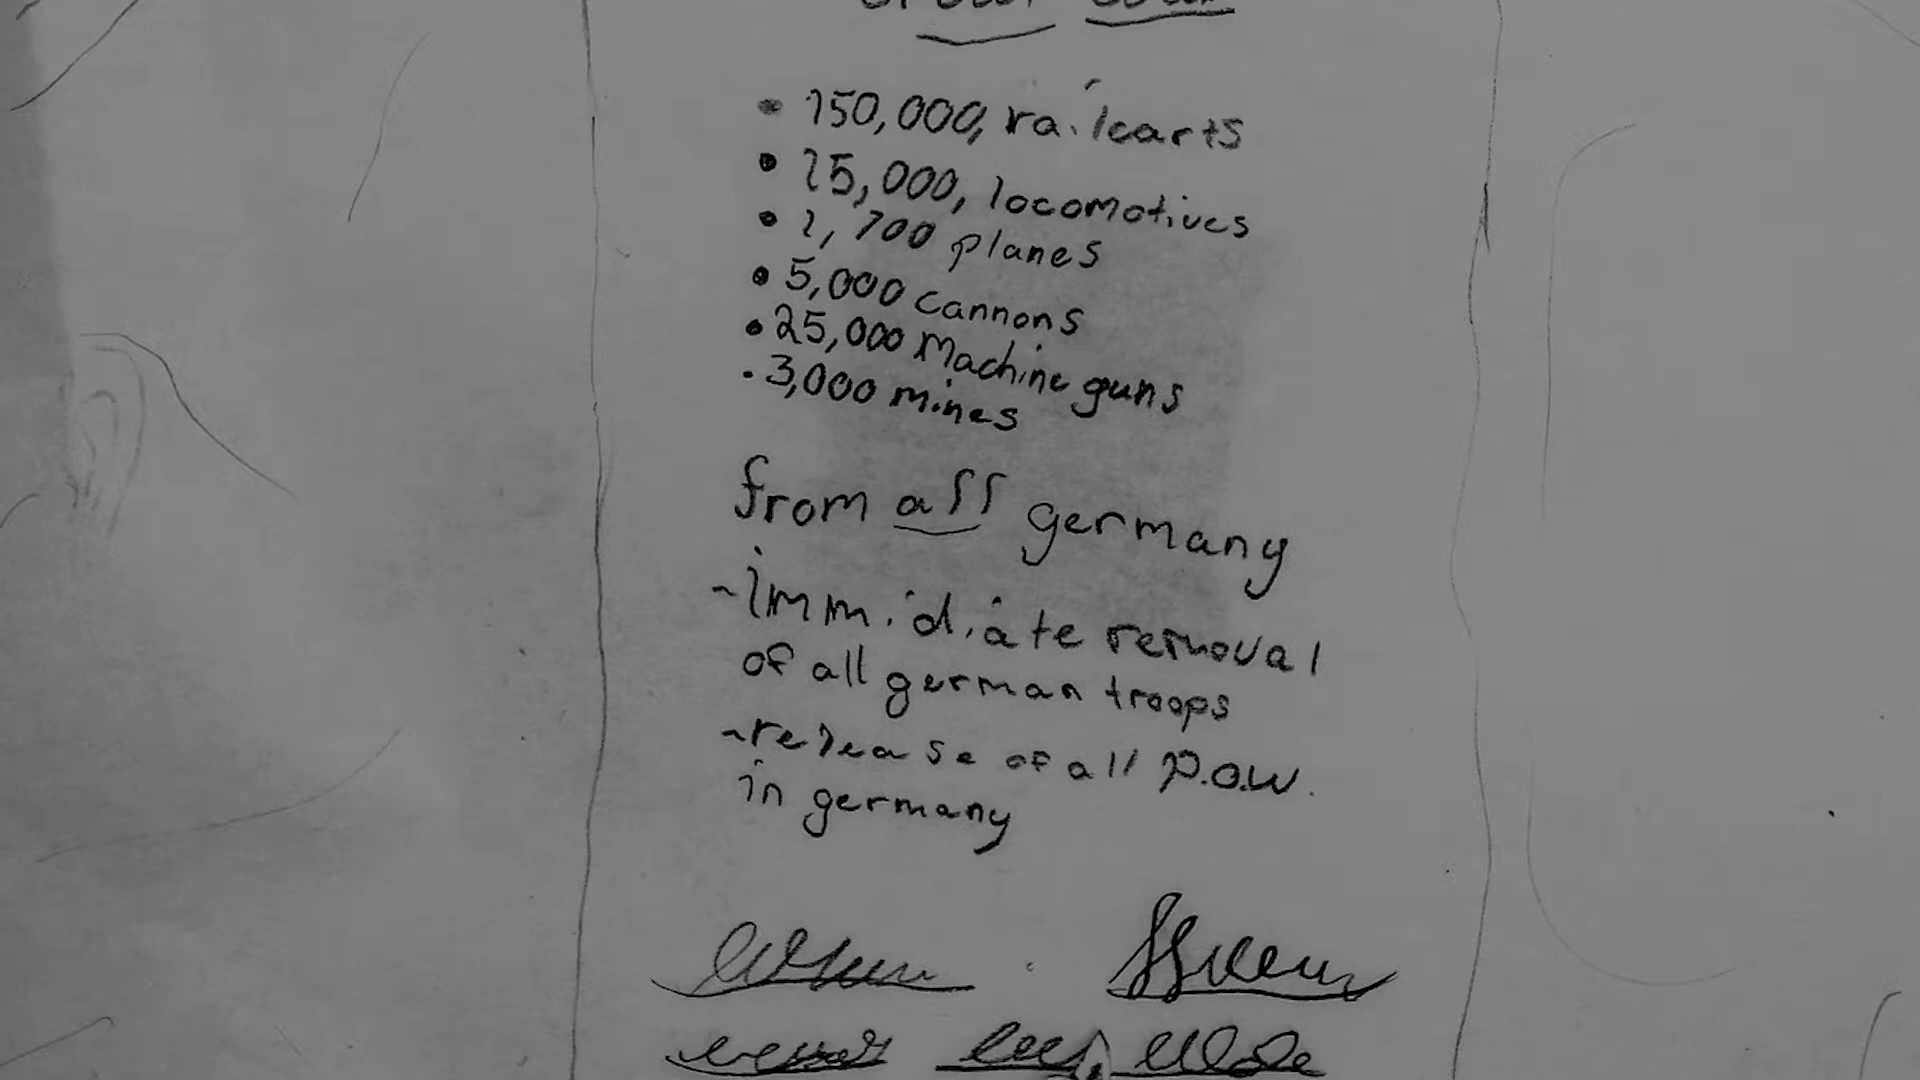 • 150,000, railcarts
• 15,000, locomotives
• 1,700 planes
• 5,000 cannons
• 25,000 Machine guns
• 3,000 mines
from all germany
- immidiate removal
of all german troops
- release of all P.O.W.
in germany